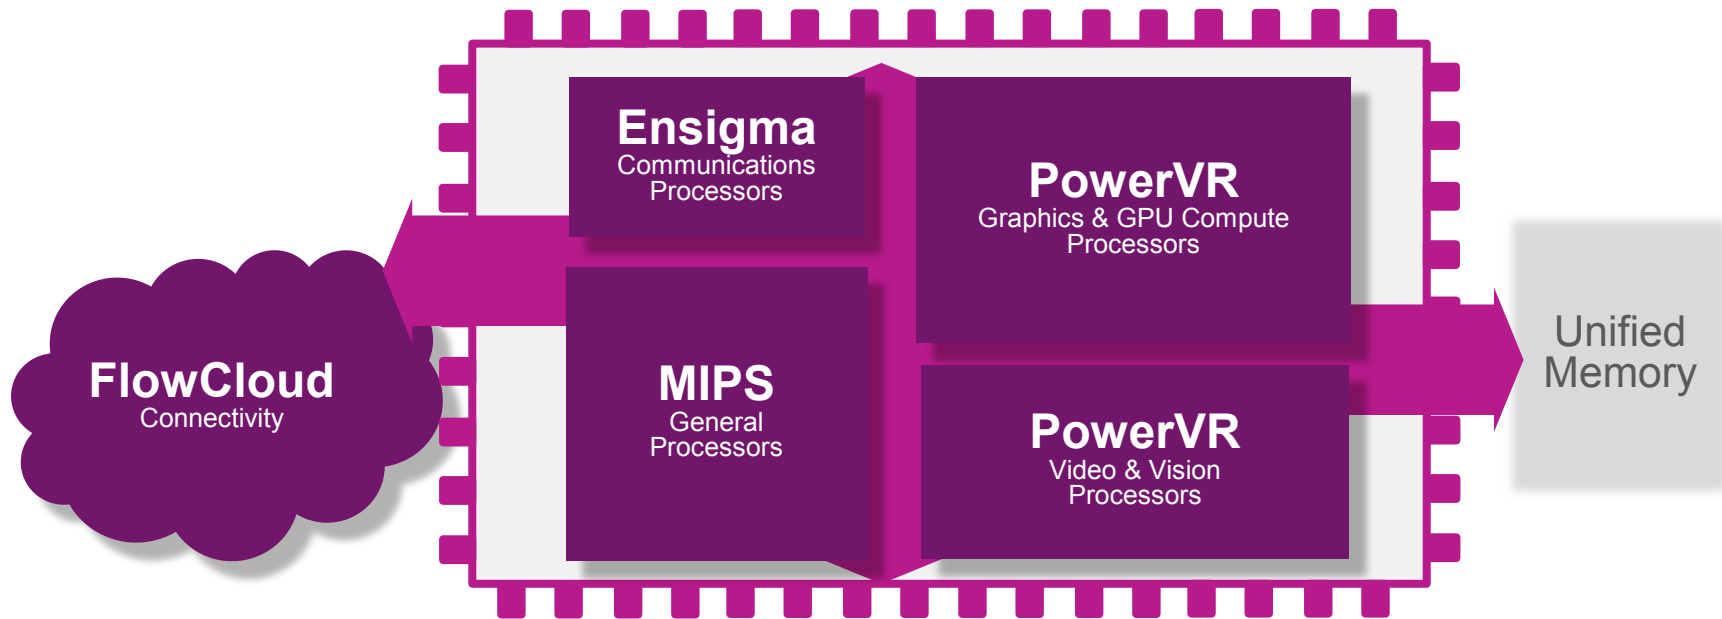 Ensigma
Communications
Processors
PowerVR
Graphics & GPU Compute
Processors
FlowCloud
Connectivity
MIPS
General
Processors
PowerVR
Video & Vision
Processors
Unified
Memory